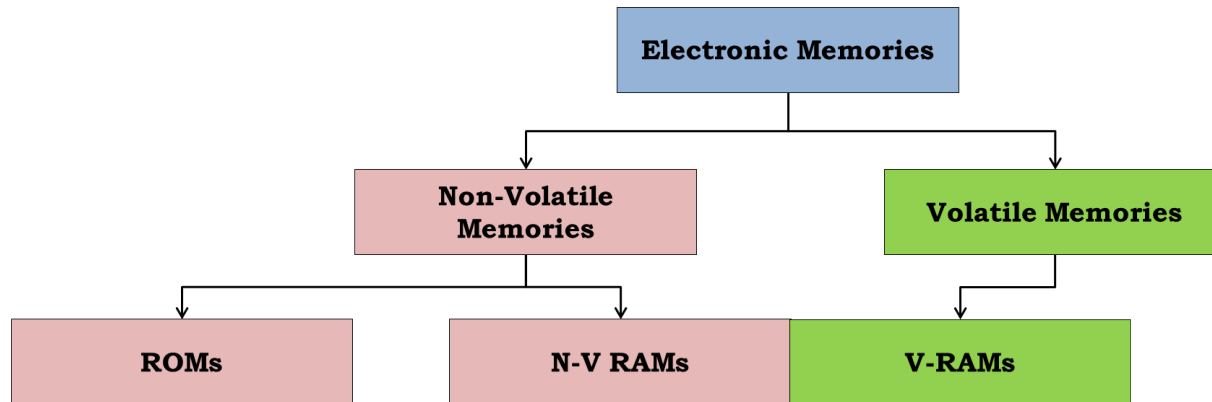 Electronic Memories
Non-Volatile
Memories
Volatile Memories
ROMs
N-V RAMs
V-RAMs